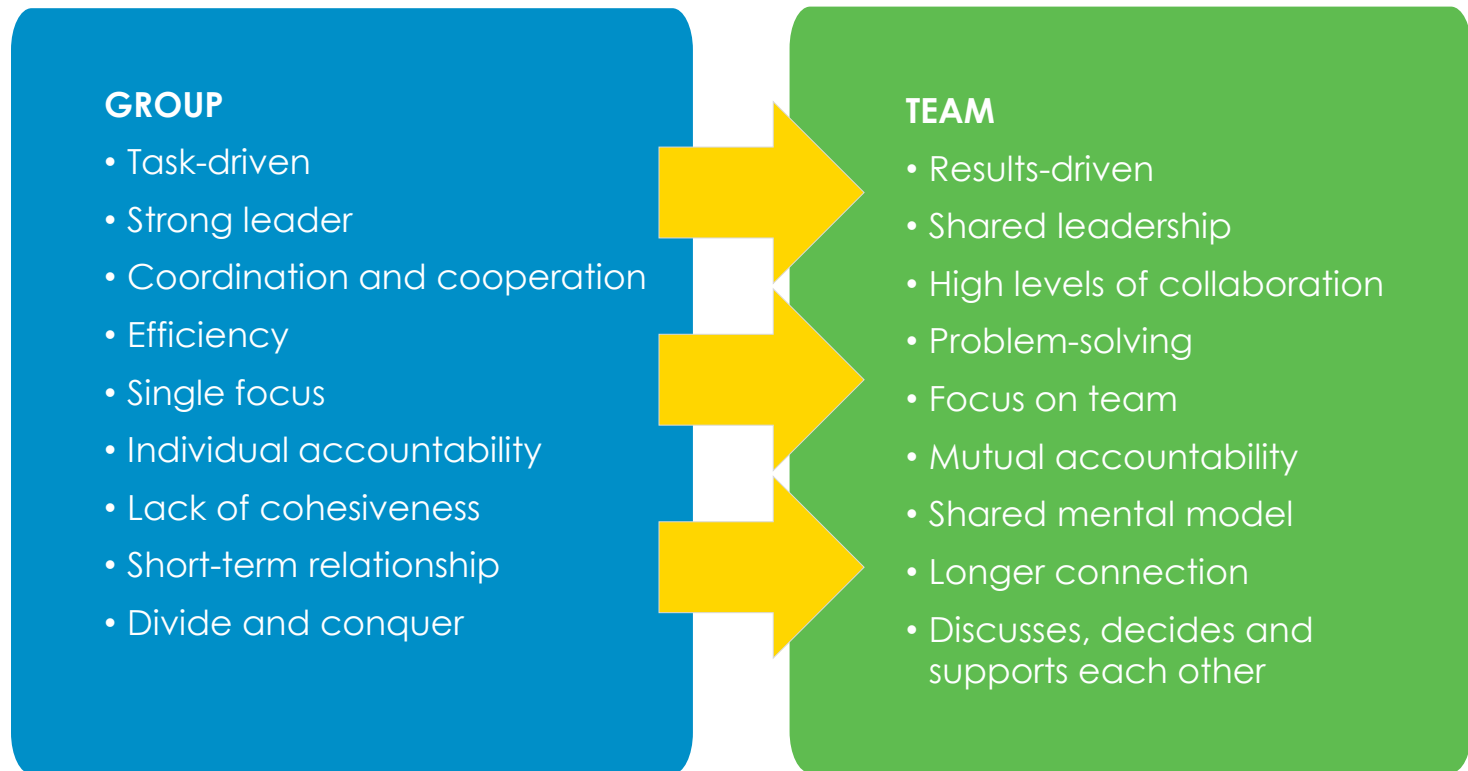 GROUP
• Task-driven
• Strong leader
• Coordination and cooperation
• Efficiency
• Single focus
• Individual accountability
• Lack of cohesiveness
• Short-term relationship
• Divide and conquer
TEAM
• Results-driven
• Shared leadership
• High levels of collaboration
• Problem-solving
• Focus on team
• Mutual accountability
• Shared mental model
• Longer connection
• Discusses, decides and
supports each other